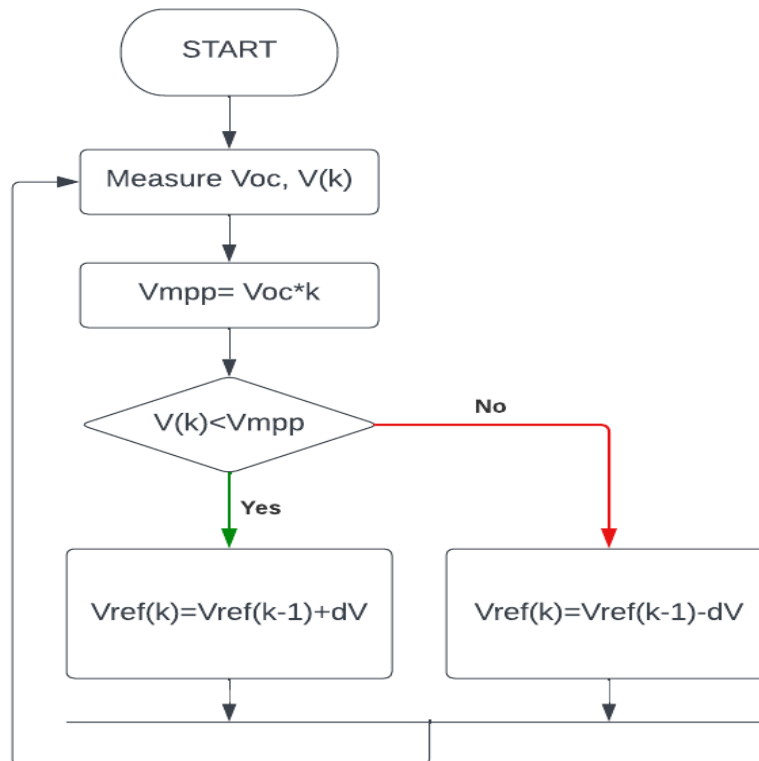 START
Measure Voc, V(k)
Vmpp= Voc*k
V(k)<Vmpp
No
Yes
Vref(k)=Vref(k-1)+dV
Vref(k)=Vref(k-1)-dV